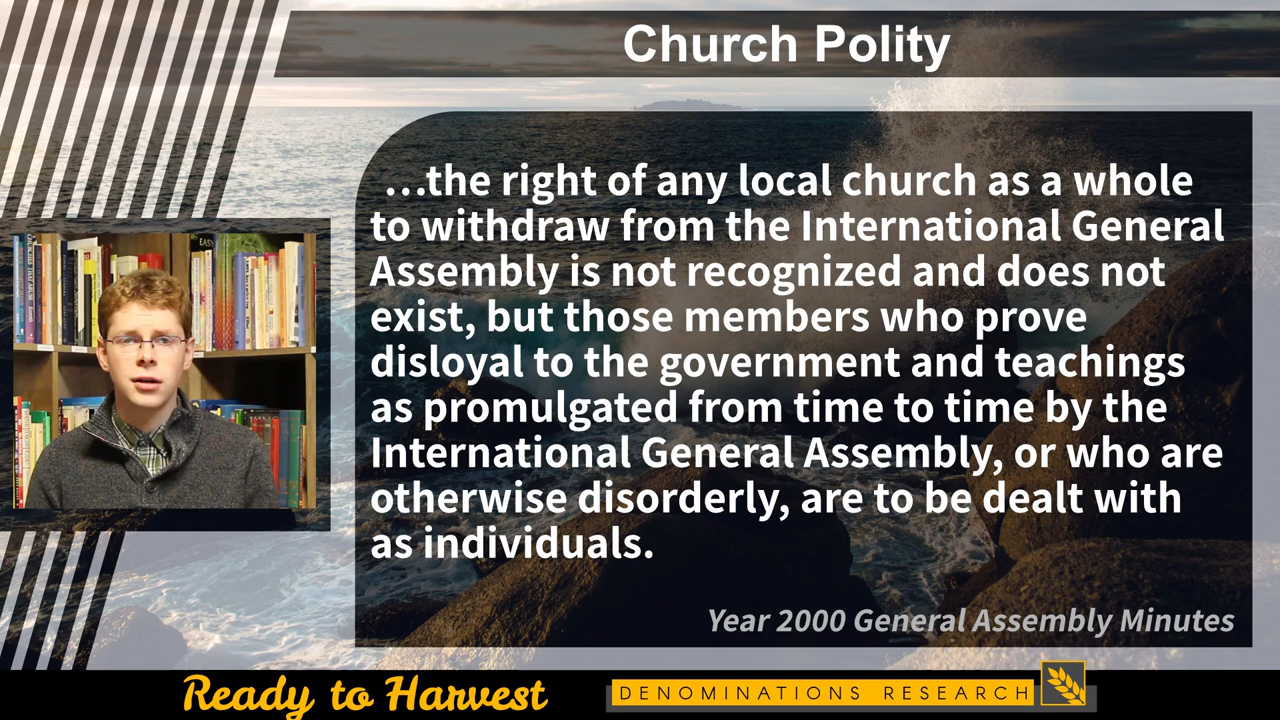 Church Polity
…the right of any local church as a whole
to withdraw from the International General
Assembly is not recognized and does not
exist, but those members who prove
disloyal to the government and teachings
as promulgated from time to time by the
International General Assembly, or who are
otherwise disorderly, are to be dealt with
as individuals.
Year 2000 General Assembly Minutes
EASY
Ready to Harvest
DENOMINATIONS RESEARCH